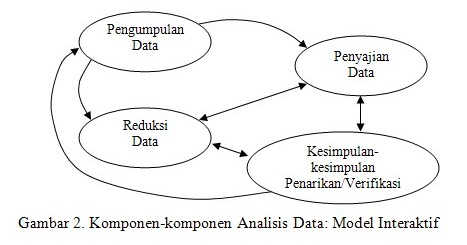 Pengumpulan
Data
Penyajian
Data
Reduksi
Data
Kesimpulan-
kesimpulan
Penarikan/Verifikasi
Gambar 2. Komponen-komponen Analisis Data: Model Interaktif